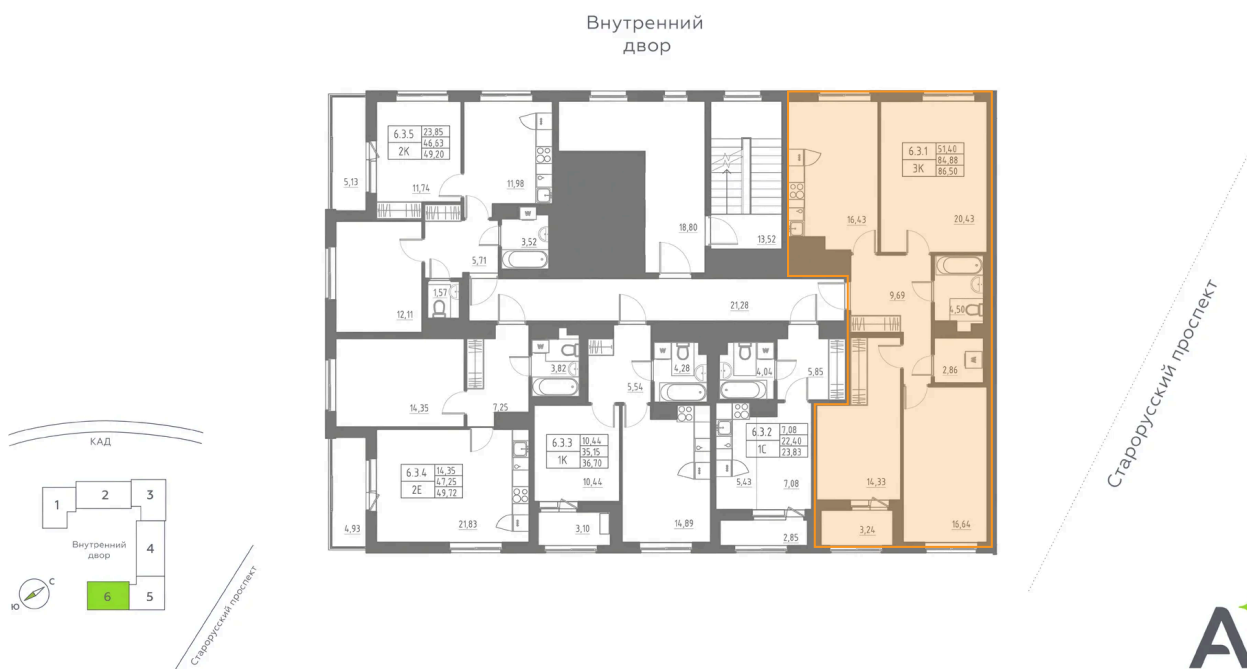 Внутренний
двор
6.3.5
23,85
46,63
2К
49,20
5,13
11,74
11,98
W
3,52
5,71
1,57
12,11
18,80
13,52
6.3.1
51,40
84,88
3К
86,50
16,43
20,43
9,69
4,50
21,28
2,86
W
14,33
3,24
16,64
14,35
7,25
W
3,82
5,54
W
4,28
W
4,04
5,85
6.3.4
14,35
47,25
2Е
49,72
4,93
21,83
6.3.3
10,44
35,15
1К
36,70
10,44
3,10
14,89
6.3.2
7,08
22,40
1С
23,83
5,43
7,08
2,85
Старорусский проспект
КАД
1
2
3
4
Внутренний
двор
6
5
С
Ю
Старорусский проспект
А